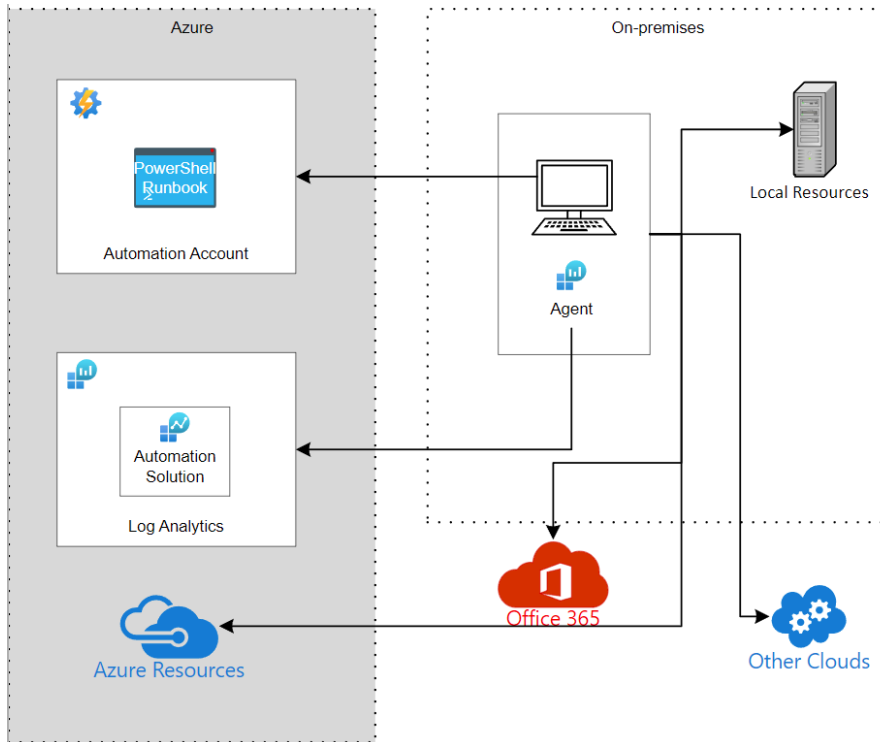 Azure
On-premises
PowerShell
Runbook
Automation Account
Local Resources
Agent
Automation
Solution
Log Analytics
Office 365
Azure Resources
Other Clouds